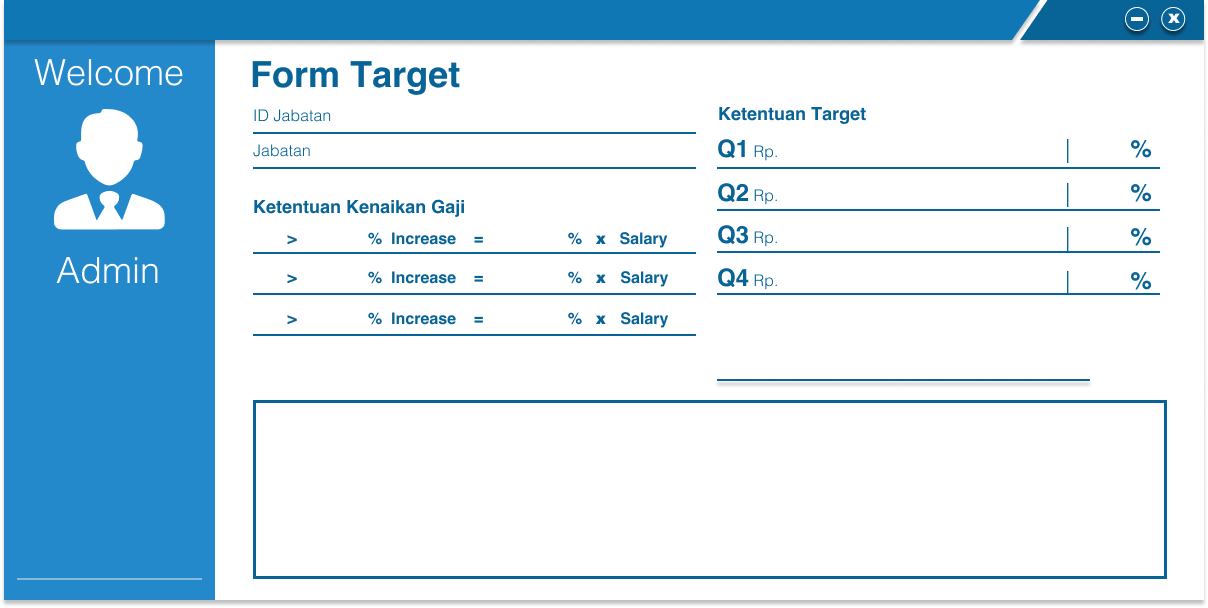 Welcome
Admin
Form Target
ID Jabatan
Jabatan
Ketentuan Kenaikan Gaji
> % Increase = % x Salary
> % Increase = % x Salary
> % Increase = % x Salary
Ketentuan Target
Q1 Rp. | %
Q2 Rp. | %
Q3 Rp. | %
Q4 Rp. | %